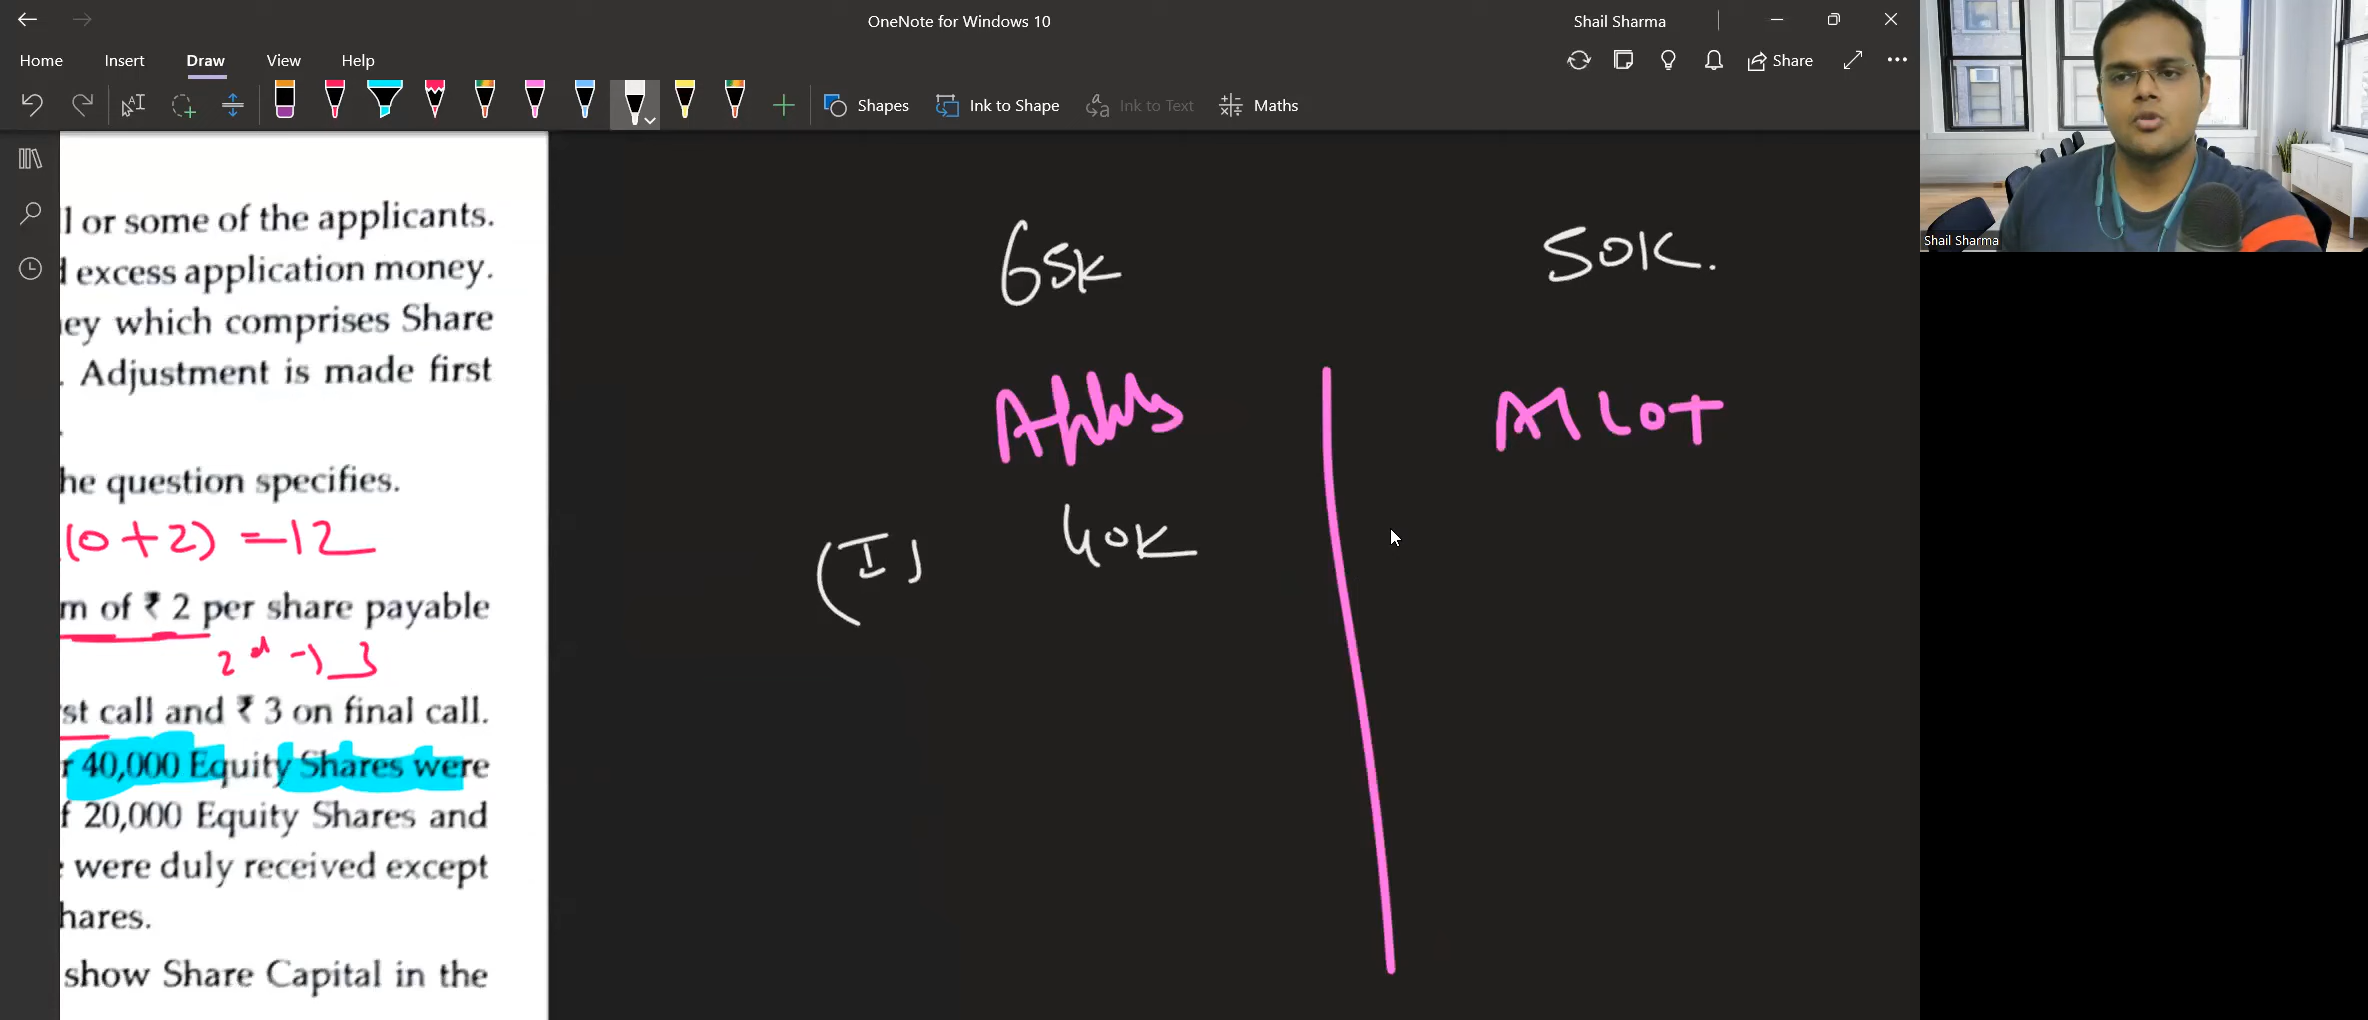 OneNote for Windows 10
Shail Sharma
Home Insert Draw View Help
Share
Shapes Ink to Shape Ink to Text Maths
Shail Sharma
l or some of the applicants.
excess application money.
ey which comprises Share
. Adjustment is made first
he question specifies.
(0+2) = 12
m of ₹ 2 per share payable
2nd → 3
st call and ₹ 3 on final call.
r 40,000 Equity Shares were
f 20,000 Equity Shares and
were duly received except
hares.
show Share Capital in the
65K 50K.
Allot
(I) 40K